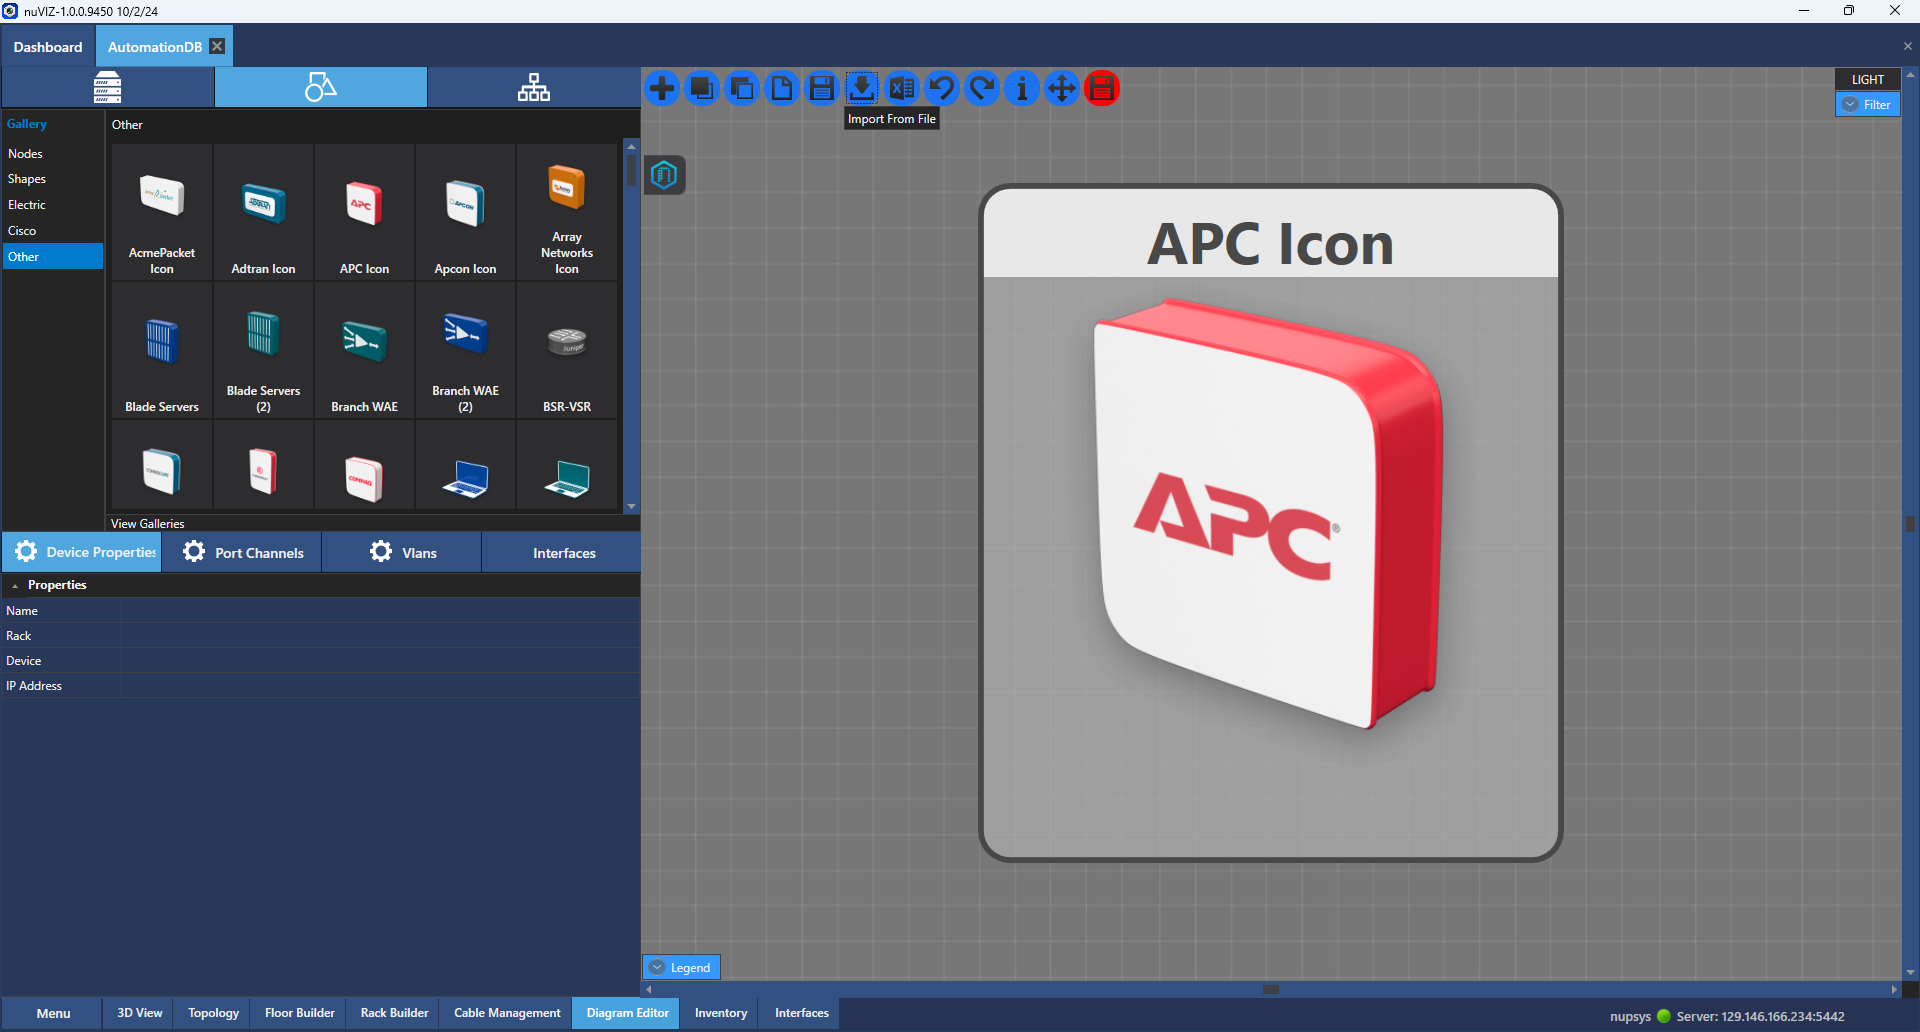 nuVIZ-1.0.0.9450 10/2/24
Dashboard
AutomationDB
LIGHT
Filter
Import From File
Gallery
Nodes
Shapes
Electric
Cisco
Other
Other
AcmePacket
Icon
Adtran Icon
APC
APC Icon
APCON
Apcon Icon
Array
Networks
Icon
Blade Servers
Blade Servers
(2)
Branch WAE
Branch WAE
(2)
Juniper
BSR-VSR
COMPAQ
View Galleries
Device Properties
Port Channels
Vlans
Interfaces
Properties
Name
Rack
Device
IP Address
APC Icon
APC®
Legend
Menu
3D View
Topology
Floor Builder
Rack Builder
Cable Management
Diagram Editor
Inventory
Interfaces
nupsys
Server: 129.146.166.234:5442